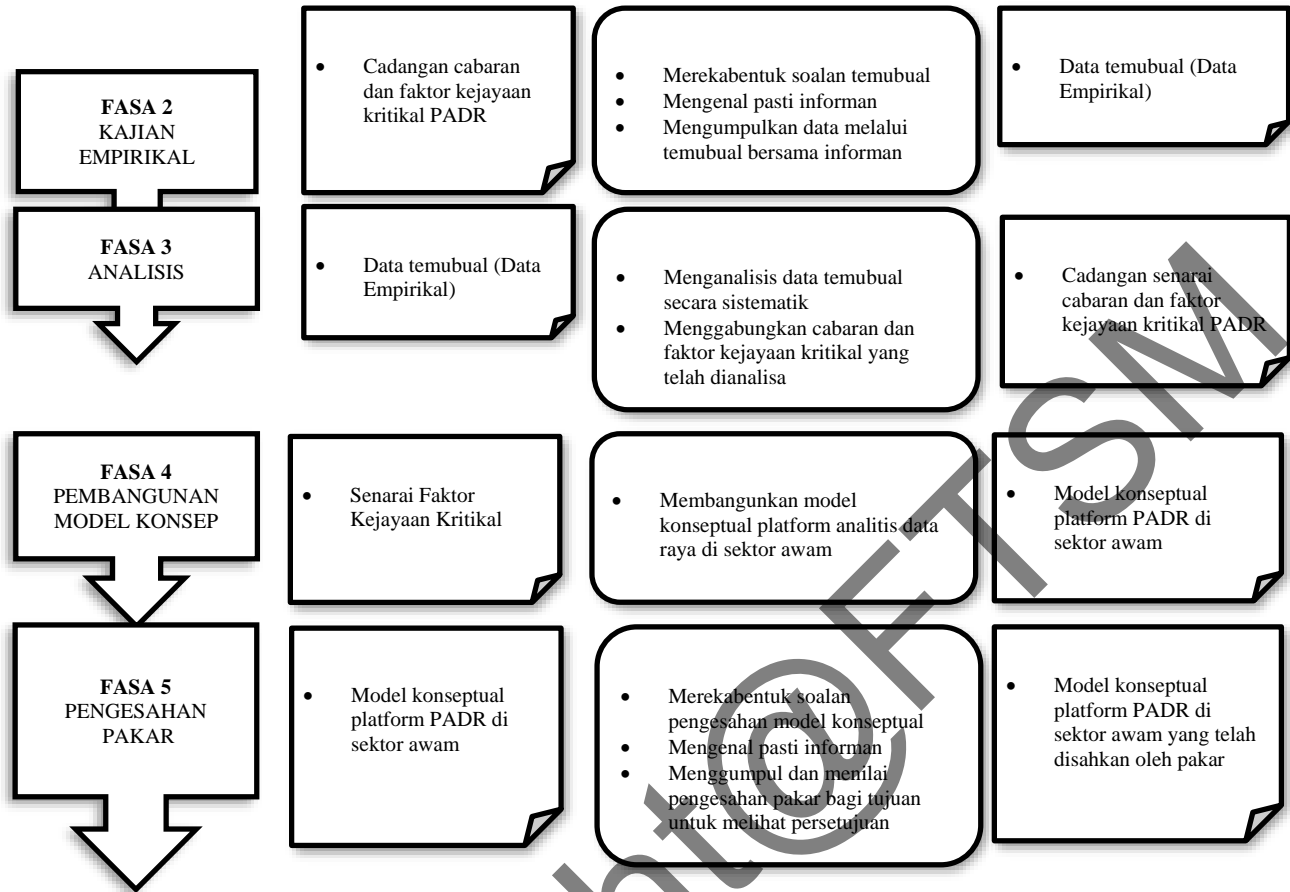 FASA 2
KAJIAN
EMPIRIKAL
• Cadangan cabaran
dan faktor kejayaan
kritikal PADR
• Merekabentuk soalan temubual
• Mengenal pasti informan
• Mengumpulkan data melalui
temubual bersama informan
• Data temubual (Data
Empirikal)
FASA 3
ANALISIS
• Data temubual (Data
Empirikal)
• Menganalisis data temubual
secara sistematik
• Menggabungkan cabaran dan
faktor kejayaan kritikal yang
telah dianalisa
• Cadangan senarai
cabaran dan faktor
kejayaan kritikal PADR
FASA 4
PEMBANGUNAN
MODEL KONSEP
• Senarai Faktor
Kejayaan Kritikal
• Membangunkan model
konseptual platform analitis data
raya di sektor awam
• Model konseptual
platform PADR di
sektor awam
FASA 5
PENGESAHAN
PAKAR
• Model konseptual
platform PADR di
sektor awam
• Merekabentuk soalan
pengesahan model konseptual
• Mengenal pasti informan
• Menggumpul dan menilai
pengesahan pakar bagi tujuan
untuk melihat persetujuan
• Model konseptual
platform PADR di
sektor awam yang telah
disahkan oleh pakar
ht@FTSM